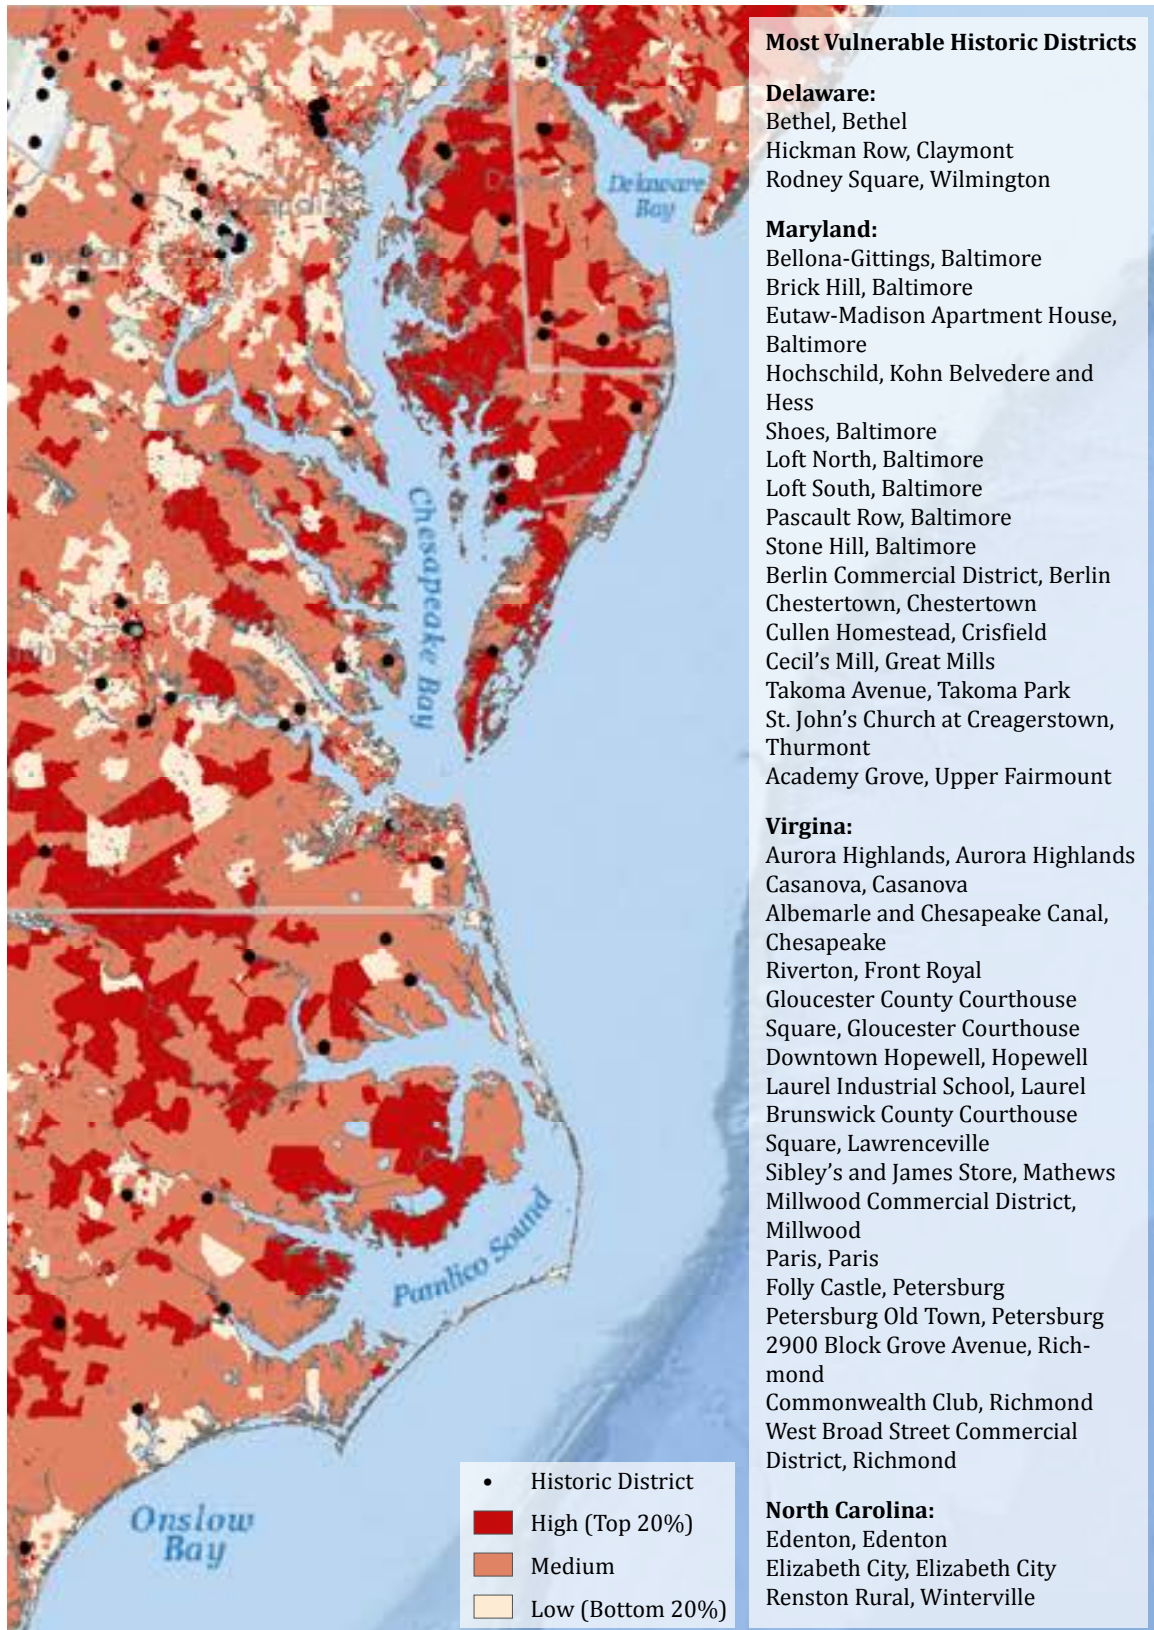 Most Vulnerable Historic Districts
Delaware:
Bethel, Bethel
Hickman Row, Claymont
Rodney Square, Wilmington
Maryland:
Bellona-Gittings, Baltimore
Brick Hill, Baltimore
Eutaw-Madison Apartment House,
Baltimore
Hochschild, Kohn Belvedere and
Hess
Shoes, Baltimore
Loft North, Baltimore
Loft South, Baltimore
Pascault Row, Baltimore
Stone Hill, Baltimore
Berlin Commercial District, Berlin
Chestertown, Chestertown
Cullen Homestead, Crisfield
Cecil's Mill, Great Mills
Takoma Avenue, Takoma Park
St. John's Church at Creagerstown,
Thurmont
Academy Grove, Upper Fairmount
Virgina:
Aurora Highlands, Aurora Highlands
Casanova, Casanova
Albemarle and Chesapeake Canal,
Chesapeake
Riverton, Front Royal
Gloucester County Courthouse
Square, Gloucester Courthouse
Downtown Hopewell, Hopewell
Laurel Industrial School, Laurel
Brunswick County Courthouse
Square, Lawrenceville
Sibley's and James Store, Mathews
Millwood Commercial District,
Millwood
Paris, Paris
Folly Castle, Petersburg
Petersburg Old Town, Petersburg
2900 Block Grove Avenue, Rich-
mond
Commonwealth Club, Richmond
West Broad Street Commercial
District, Richmond
North Carolina:
Edenton, Edenton
Elizabeth City, Elizabeth City
Renston Rural, Winterville
Delaware
Bay
Chesapeake Bay
Pamlico Sound
Onslow
Bay
Historic District
High (Top 20%)
Medium
Low (Bottom 20%)